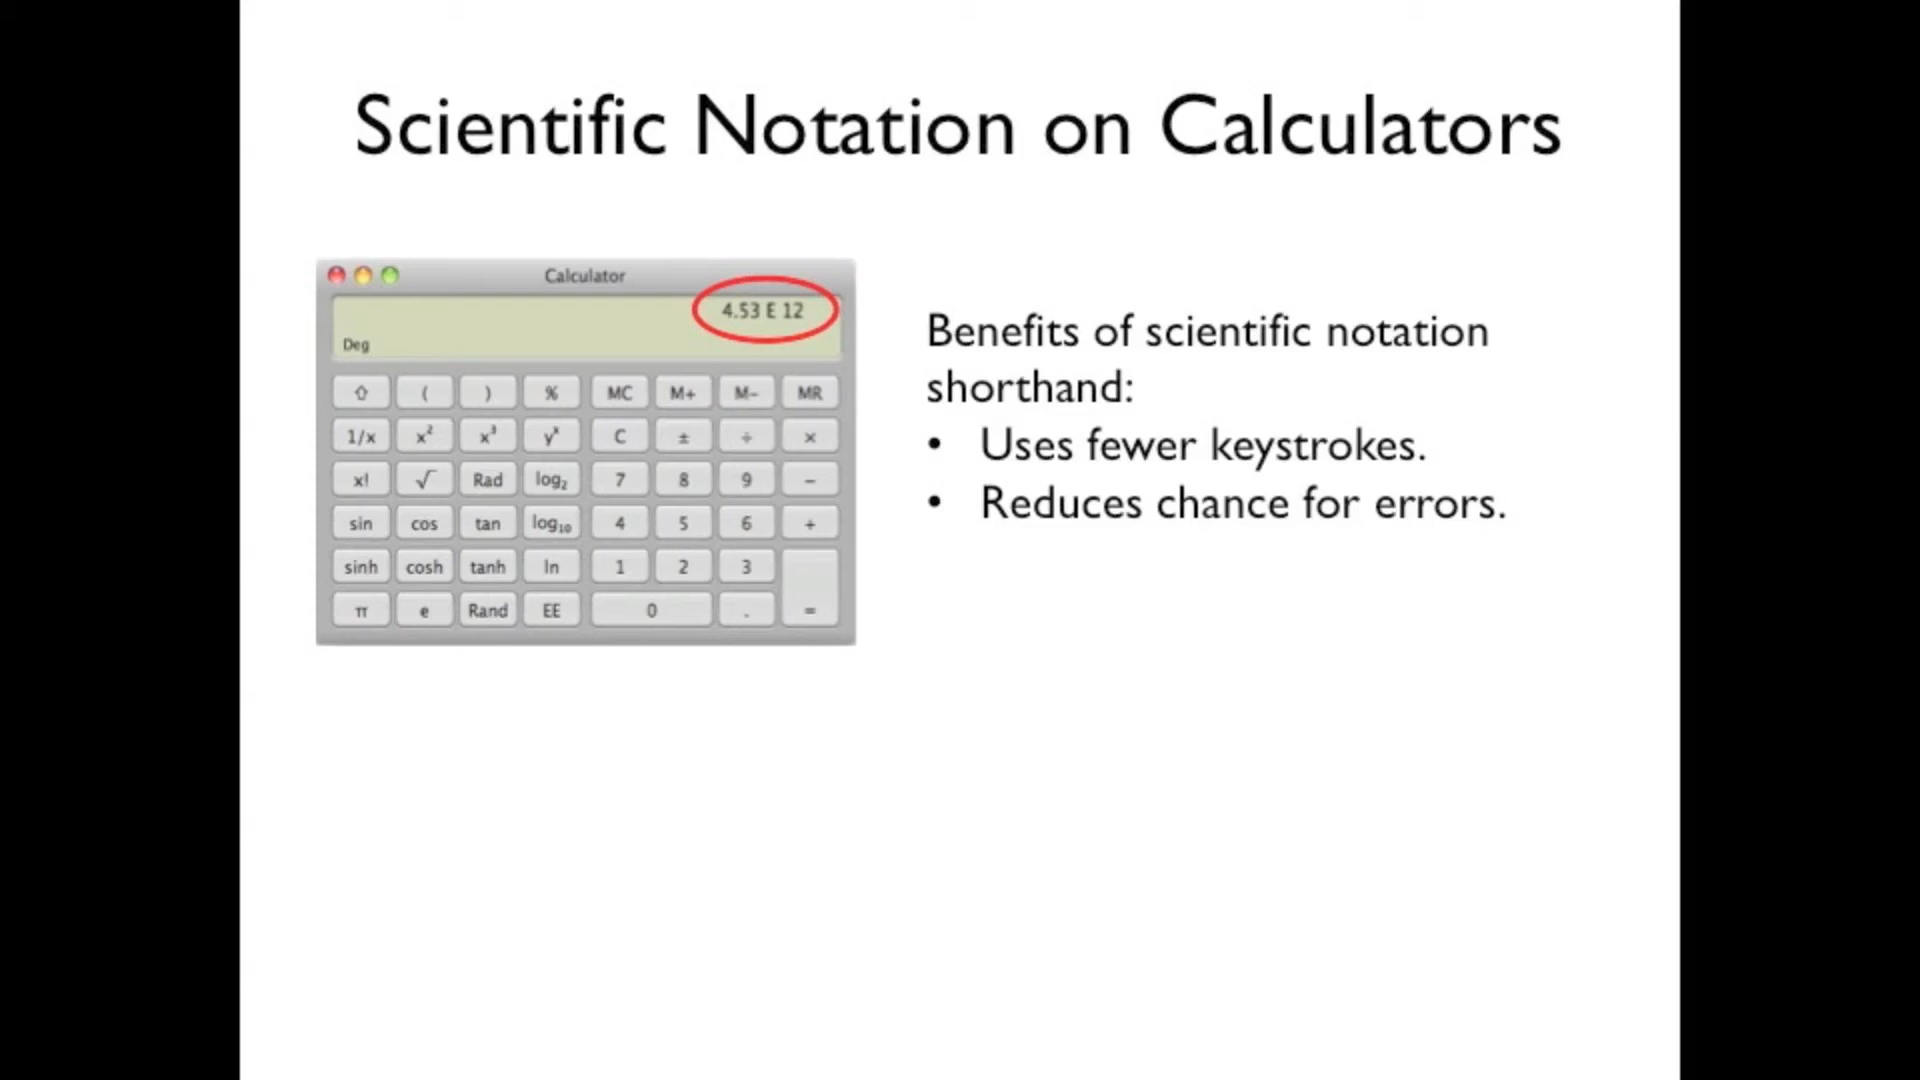 Scientific Notation on Calculators
Calculator
4.53 E 12
Deg
⇧ ( ) % MC M+ M− MR
1/x x² x³ yˣ C ± ÷ ×
x! √ Rad log₂ 7 8 9 −
sin cos tan log₁₀ 4 5 6 +
sinh cosh tanh ln 1 2 3
π e Rand EE 0 . =
Benefits of scientific notation
shorthand:
• Uses fewer keystrokes.
• Reduces chance for errors.